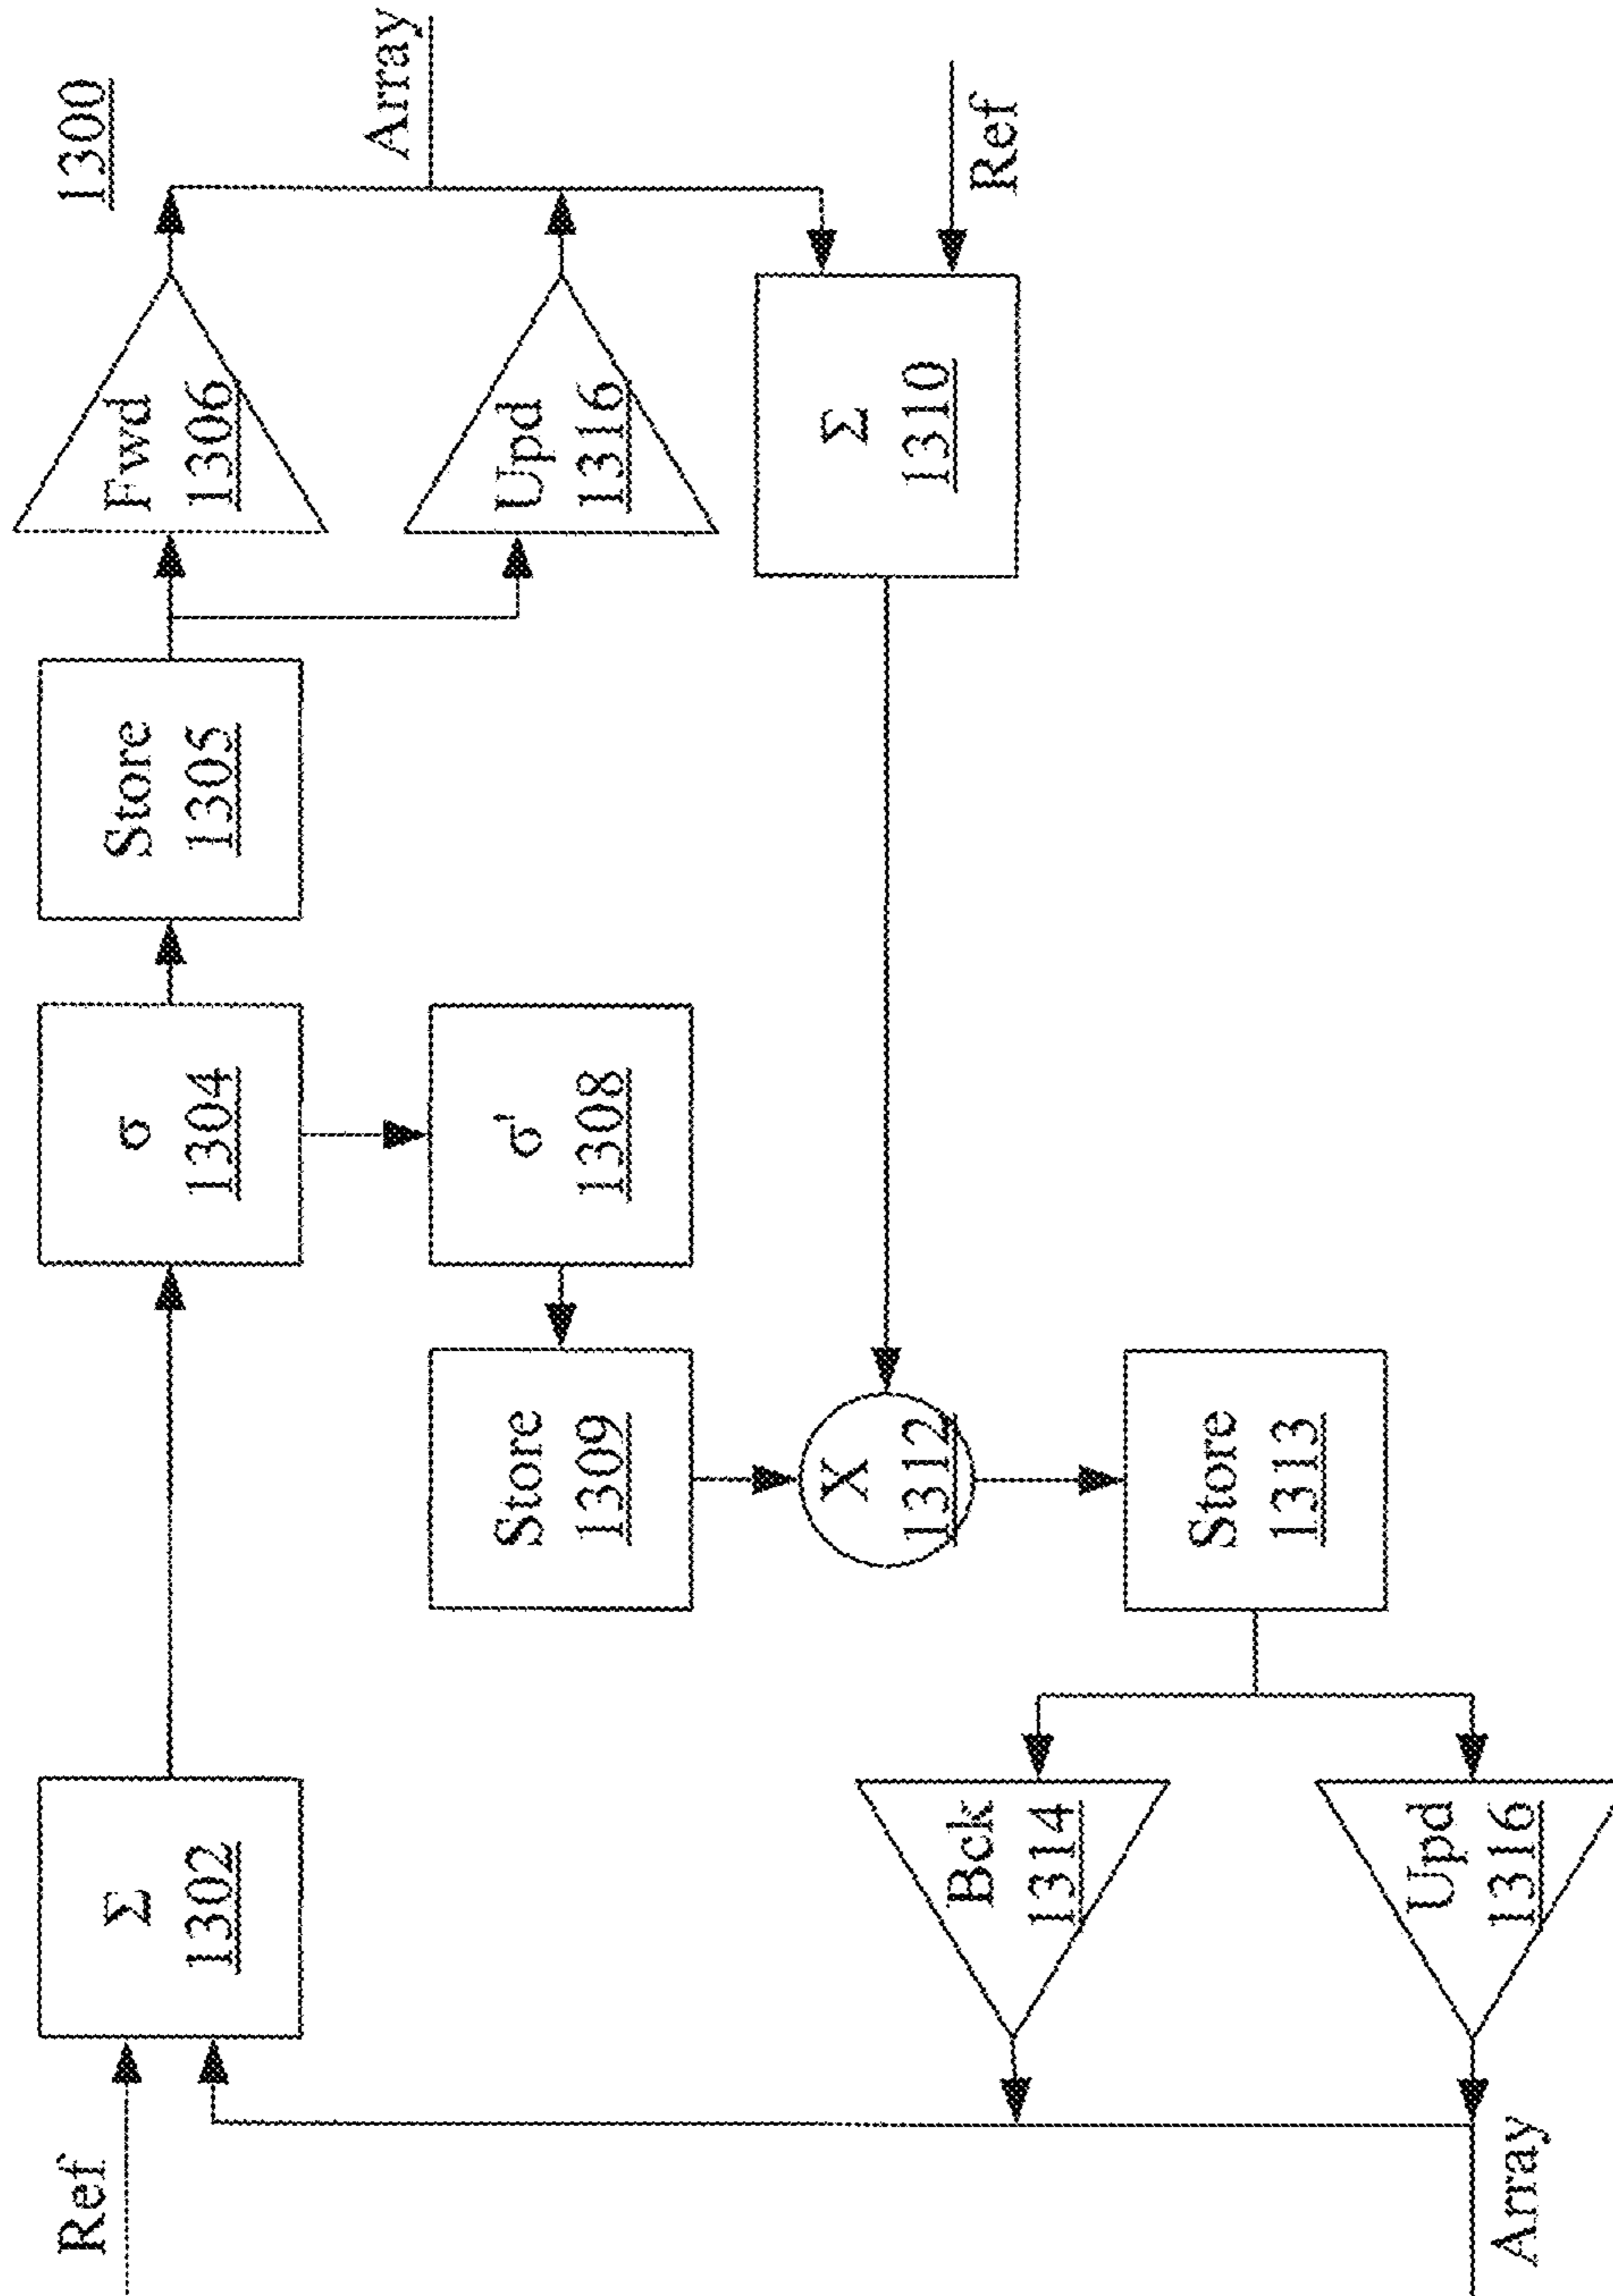 1300
Ref
Σ
1302
σ
1304
Store
1305
Fwd
1306
Array
σ'
1308
Upd
1316
Store
1309
X
1312
Σ
1310
Ref
Bck
1314
Store
1313
Upd
1316
Array